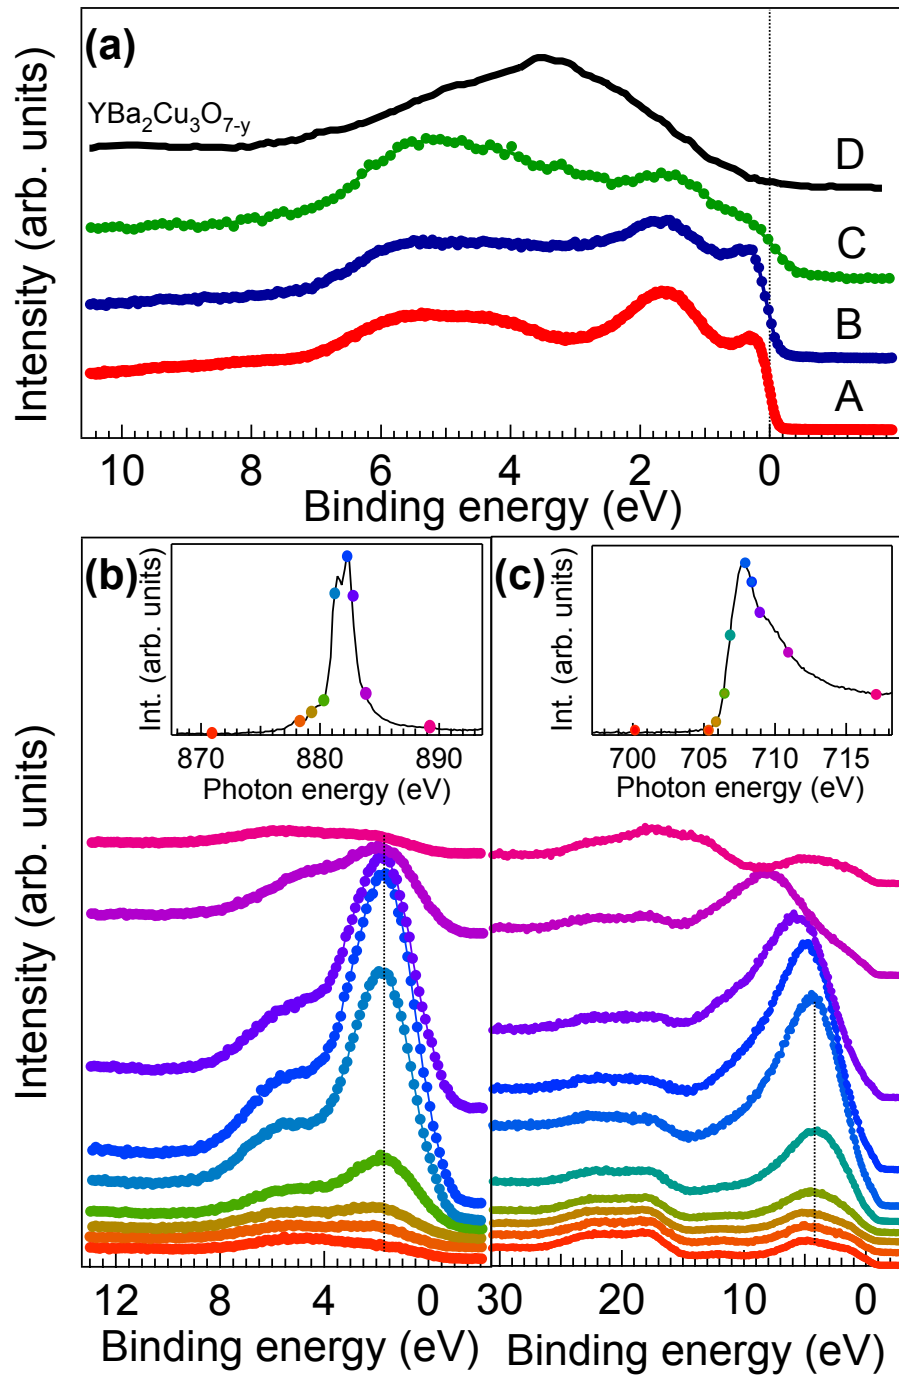 (a)
Intensity (arb. units)
YBa₂Cu₃O₇₋y
D
C
B
A
10 8 6 4 2 0
Binding energy (eV)
(b)
Int. (arb. units)
870 880 890
Photon energy (eV)
(c)
Int. (arb. units)
700 705 710 715
Photon energy (eV)
Intensity (arb. units)
12 8 4 0
Binding energy (eV)
30 20 10 0
Binding energy (eV)